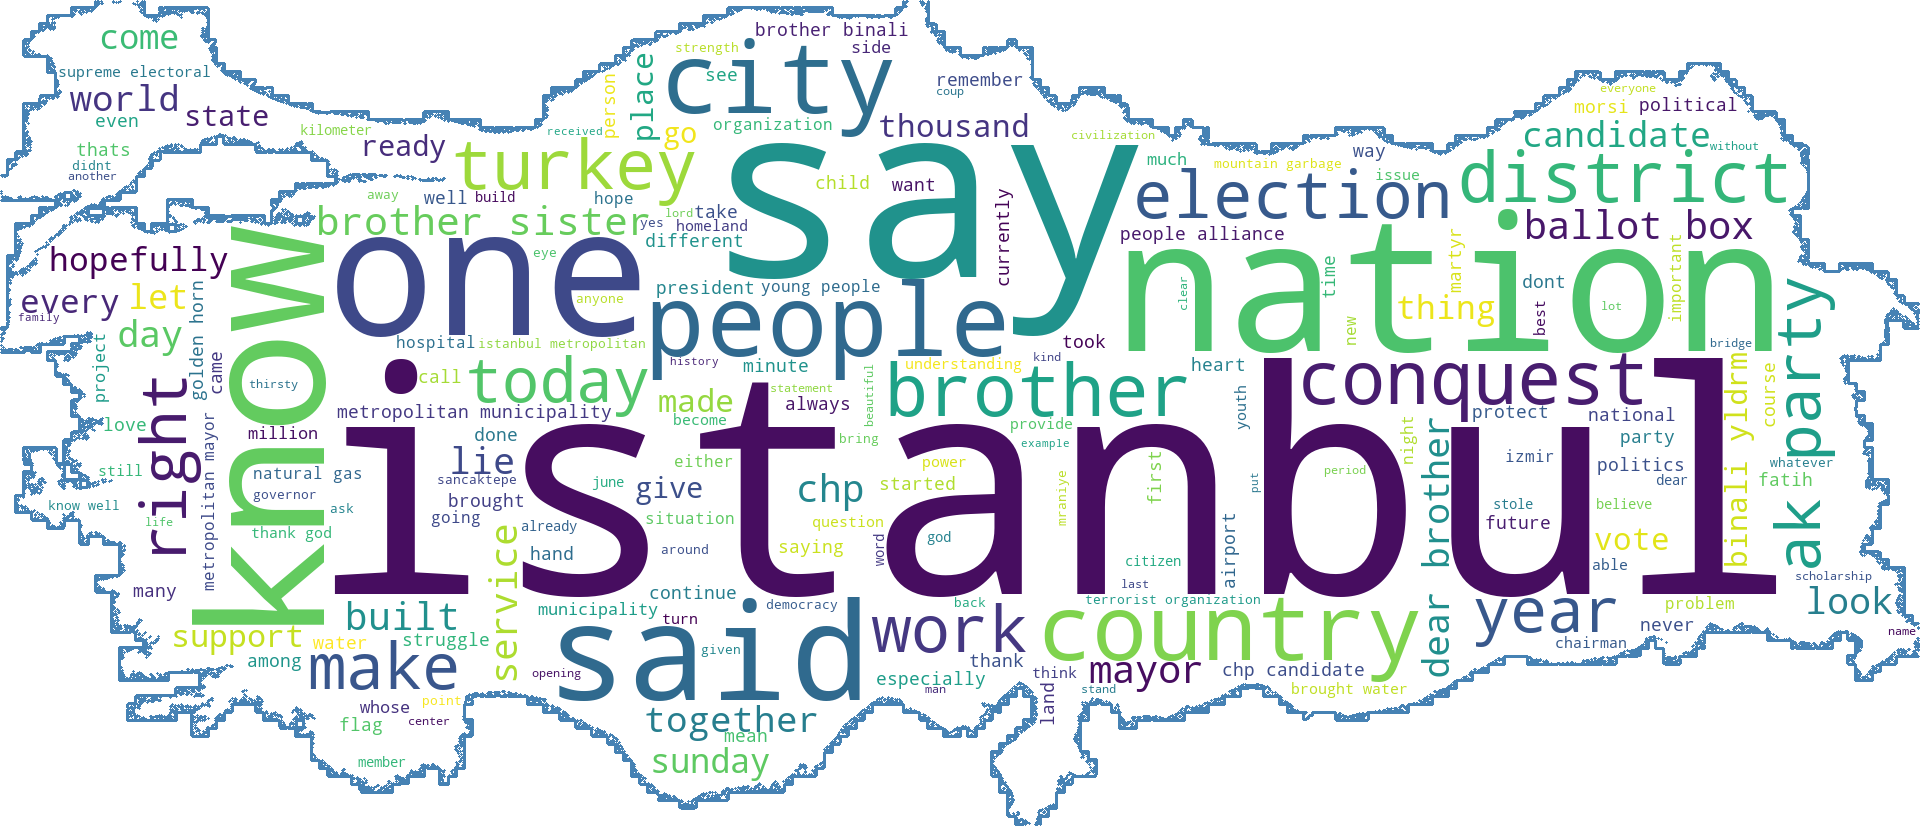 come
brother binali
strength
side
supreme electoral
see
city
place
person
remember
coup
everyone
world
state
even
kilometer
received
organization
thousand
morsi
political
candidate
without
civilization
thats
didnt
another
ready
go
turkey
say
much
way
mountain garbage
issue
district
away
well
build
hope
child
want
election
brother sister
lord
yes
take
homeland
different
currently
people alliance
ballot box
hopefully
know
one
eye
president
young people
nation
martyr
time
dont
important
every
let
family
golden horn
anyone
people
clear
thing
best
lot
day
project
came
hospital
istanbul metropolitan
history
understanding
kind
took
new
bridge
thirsty
call
today
minute
statement
beautiful
brother
heart
conquest
ak party
right
metropolitan municipality
made
always
become
provide
youth
protect
national
love
metropolitan mayor
million
done
bring
example
istanbul
night
party
binali yldrm
course
still
natural gas
lie
either
power
first
period
izmir
politics
whatever
dear
fatih
governor
sancaktepe
june
give
chp
started
mraniye
put
dear brother
know well
ask
brought
going
situation
question
stole
believe
life
thank god
already
saying
word
god
airport
future
vote
service
hand
around
citizen
able
many
last
scholarship
continue
built
municipality
democracy
said
back
terrorist organization
year
problem
look
support
water
struggle
turn
work
country
never
name
among
make
given
thank
think
mayor
chp candidate
chairman
opening
especially
man
stand
brought water
whose
point
land
flag
center
together
mean
member
sunday